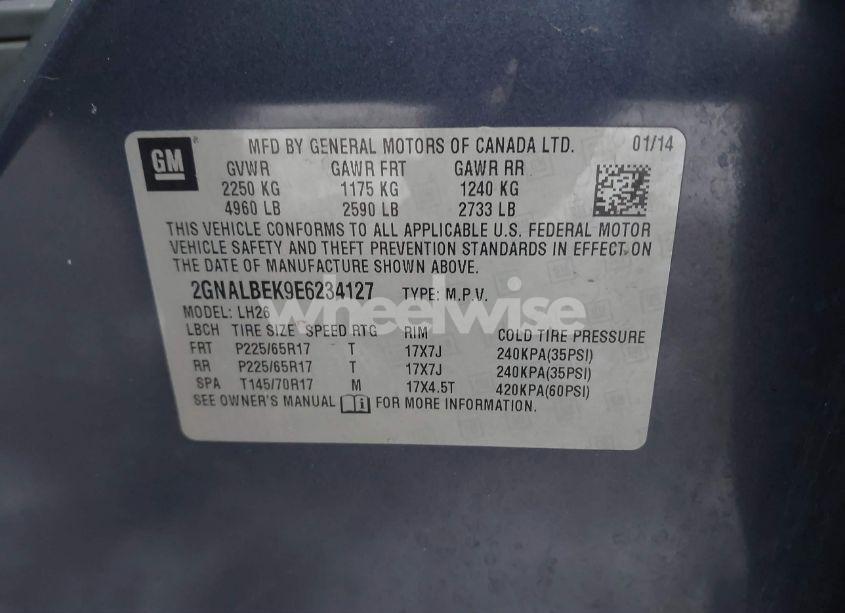 GM ® MFD BY GENERAL MOTORS OF CANADA LTD. 01/14
GVWR GAWR FRT GAWR RR
2250 KG 1175 KG 1240 KG
4960 LB 2590 LB 2733 LB
THIS VEHICLE CONFORMS TO ALL APPLICABLE U.S. FEDERAL MOTOR
VEHICLE SAFETY AND THEFT PREVENTION STANDARDS IN EFFECT ON
THE DATE OF MANUFACTURE SHOWN ABOVE.
2GNALBEK9E6234127 TYPE: M.P.V.
wheelwise
MODEL: LH26
LBCH TIRE SIZE SPEED RTG RIM COLD TIRE PRESSURE
FRT P225/65R17 T 17X7J 240KPA(35PSI)
RR P225/65R17 T 17X7J 240KPA(35PSI)
SPA T145/70R17 M 17X4.5T 420KPA(60PSI)
SEE OWNER'S MANUAL FOR MORE INFORMATION.